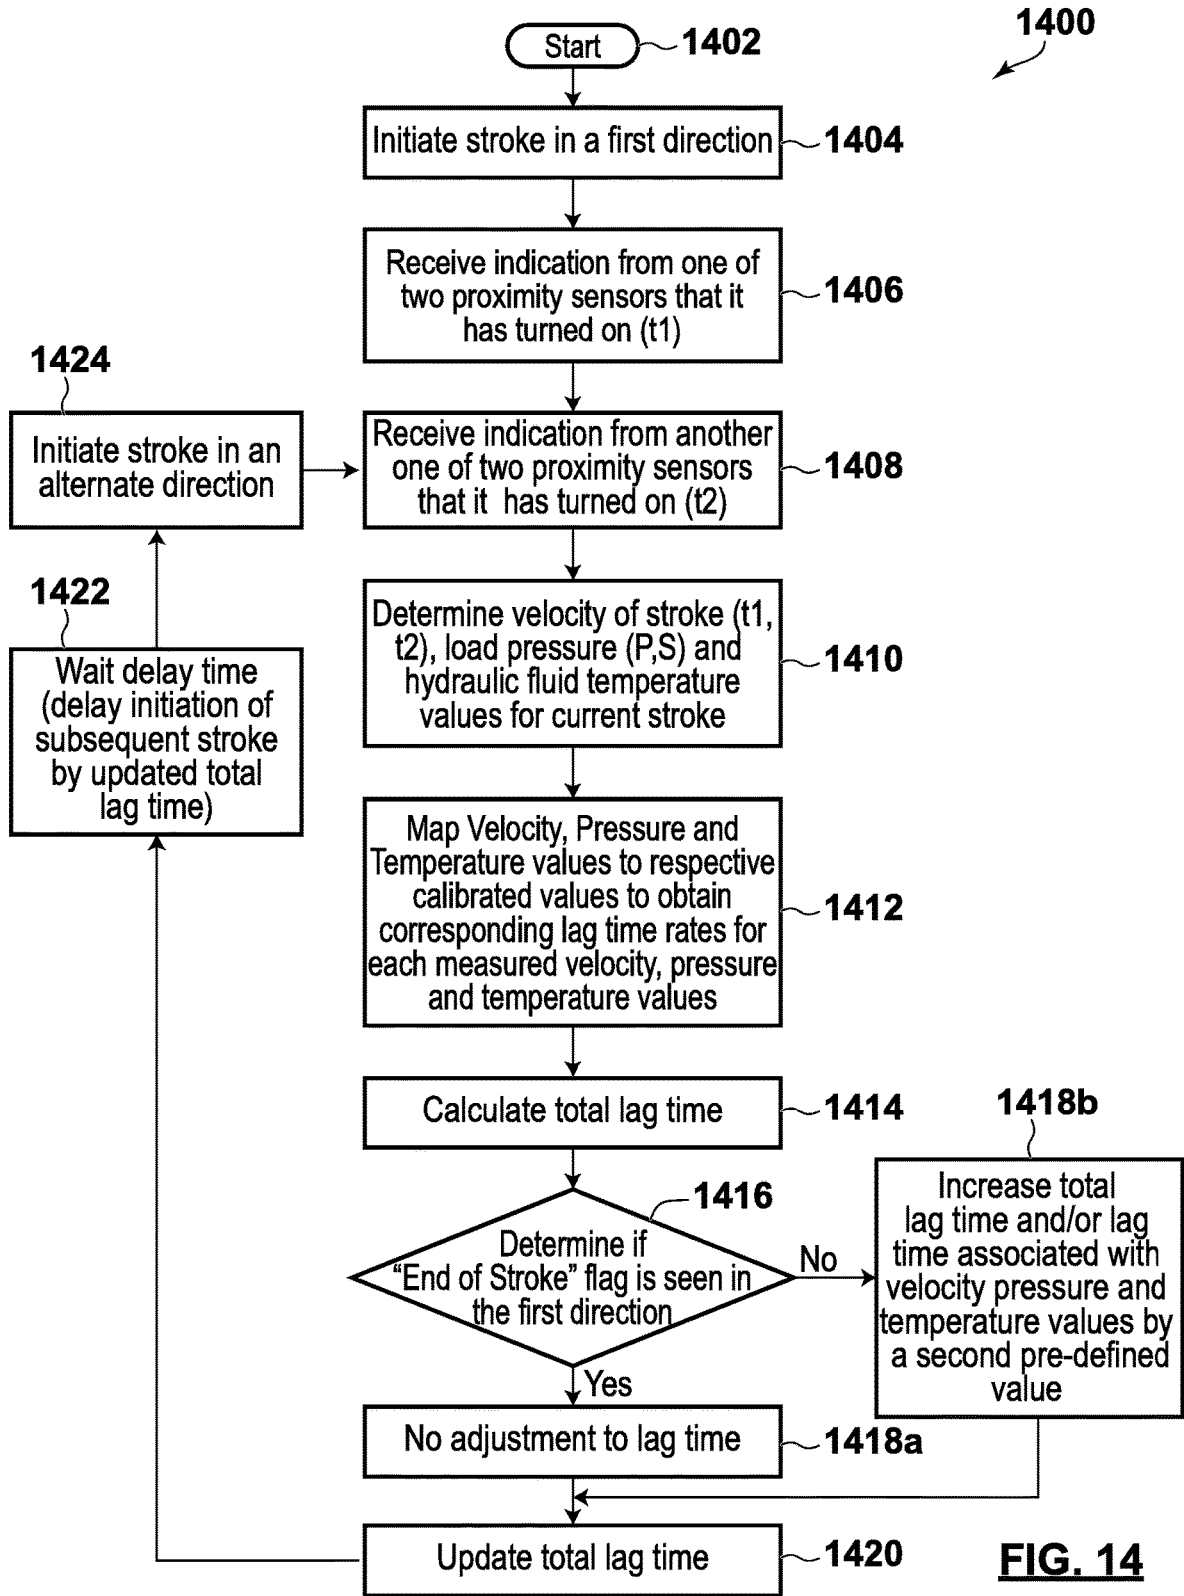 1400
Start
1402
Initiate stroke in a first direction
1404
Receive indication from one of
two proximity sensors that it
has turned on (t1)
1406
1424
Initiate stroke in an
alternate direction
Receive indication from another
one of two proximity sensors
that it has turned on (t2)
1408
1422
Wait delay time
(delay initiation of
subsequent stroke
by updated total
lag time)
Determine velocity of stroke (t1,
t2), load pressure (P,S) and
hydraulic fluid temperature
values for current stroke
1410
Map Velocity, Pressure and
Temperature values to respective
calibrated values to obtain
corresponding lag time rates for
each measured velocity, pressure
and temperature values
1412
Calculate total lag time
1414
1416
Determine if
“End of Stroke” flag is seen in
the first direction
No
Yes
1418b
Increase total
lag time and/or lag
time associated with
velocity pressure and
temperature values by
a second pre-defined
value
No adjustment to lag time
1418a
Update total lag time
1420
FIG. 14